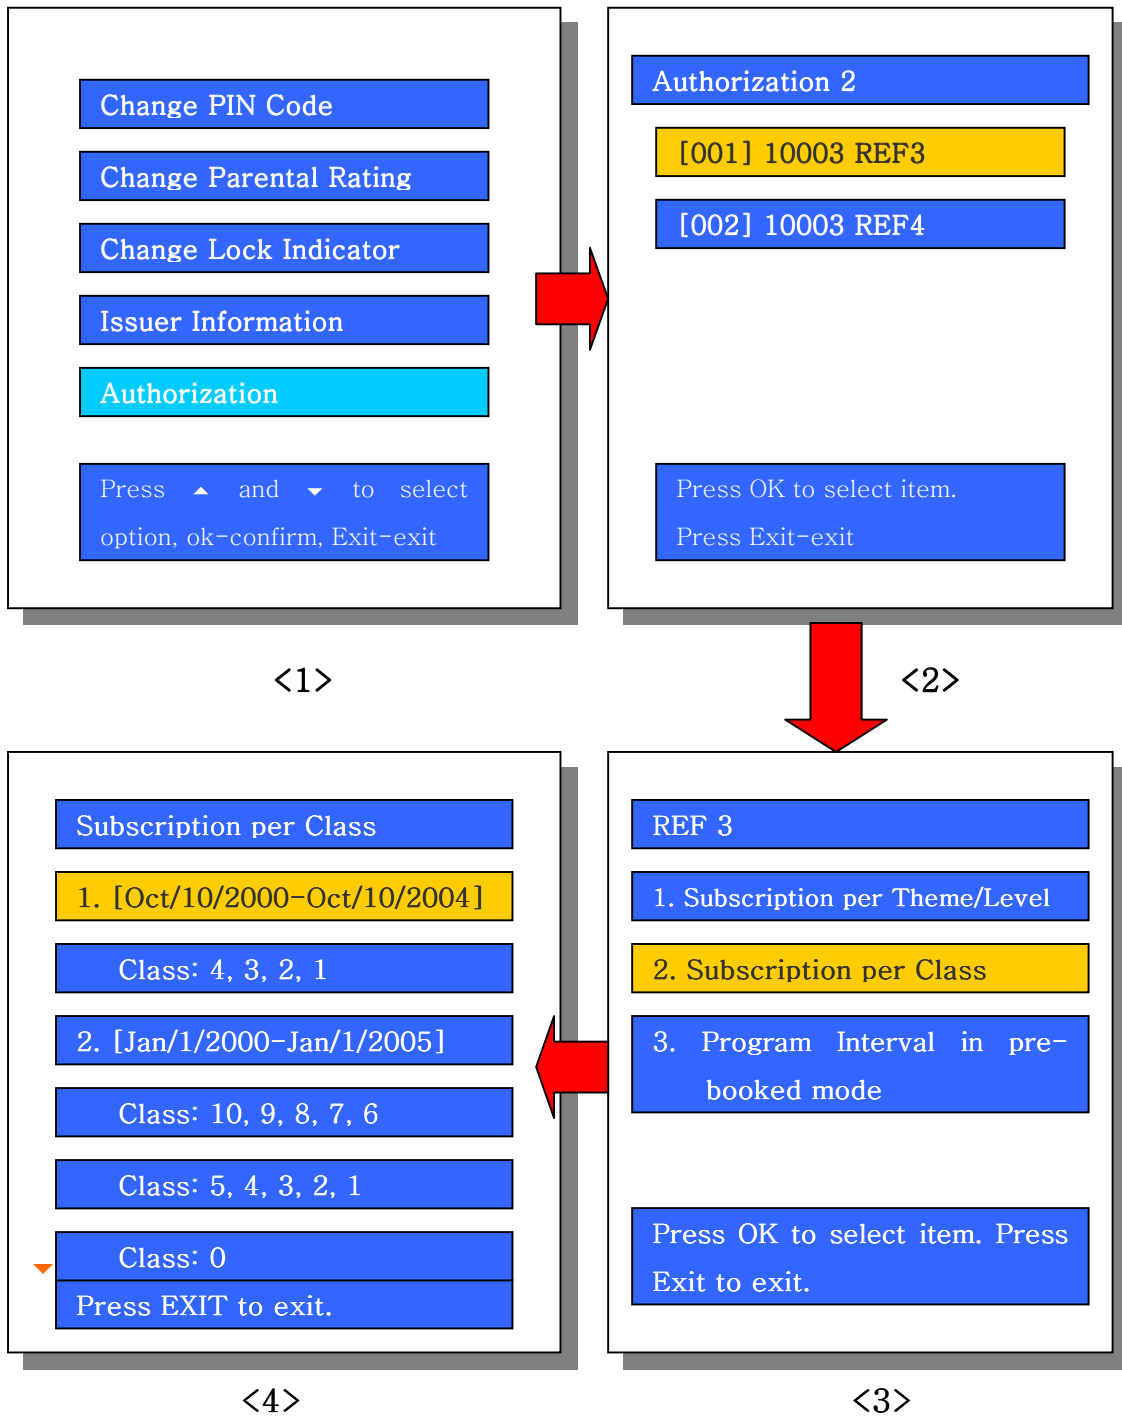 Change PIN Code
Change Parental Rating
Change Lock Indicator
Issuer Information
Authorization
Press ▲ and ▼ to select
option, ok-confirm, Exit-exit
<1>
Authorization 2
[001] 10003 REF3
[002] 10003 REF4
Press OK to select item.
Press Exit-exit
<2>
REF 3
1. Subscription per Theme/Level
2. Subscription per Class
3. Program Interval in pre-
booked mode
Press OK to select item. Press
Exit to exit.
<3>
Subscription per Class
1. [Oct/10/2000-Oct/10/2004]
Class: 4, 3, 2, 1
2. [Jan/1/2000-Jan/1/2005]
Class: 10, 9, 8, 7, 6
Class: 5, 4, 3, 2, 1
Class: 0
Press EXIT to exit.
<4>